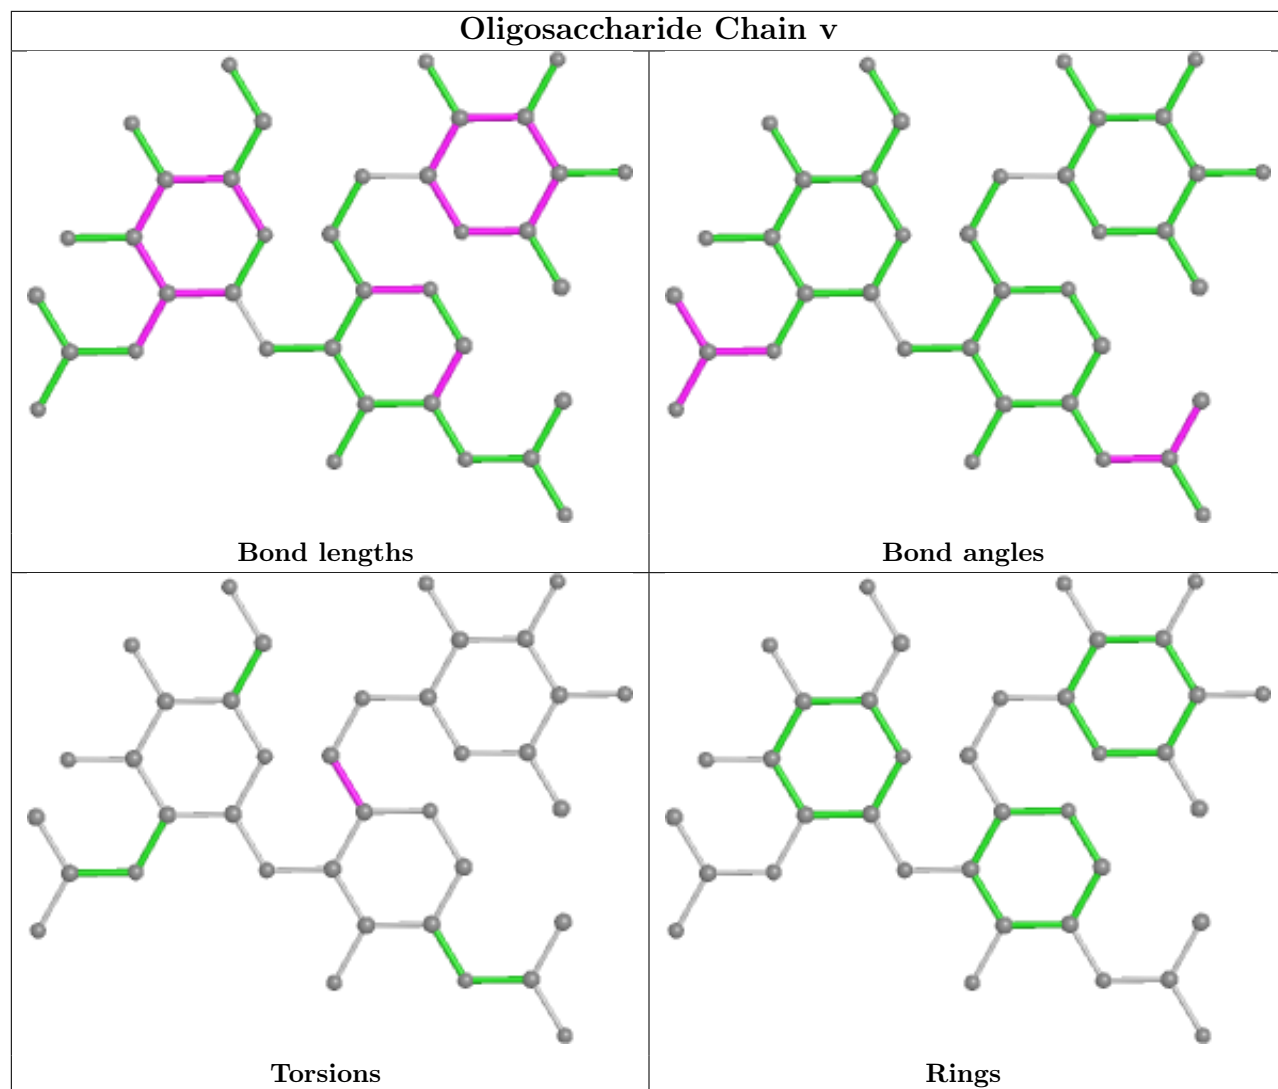 Oligosaccharide Chain v
Bond lengths
Bond angles
Torsions
Rings